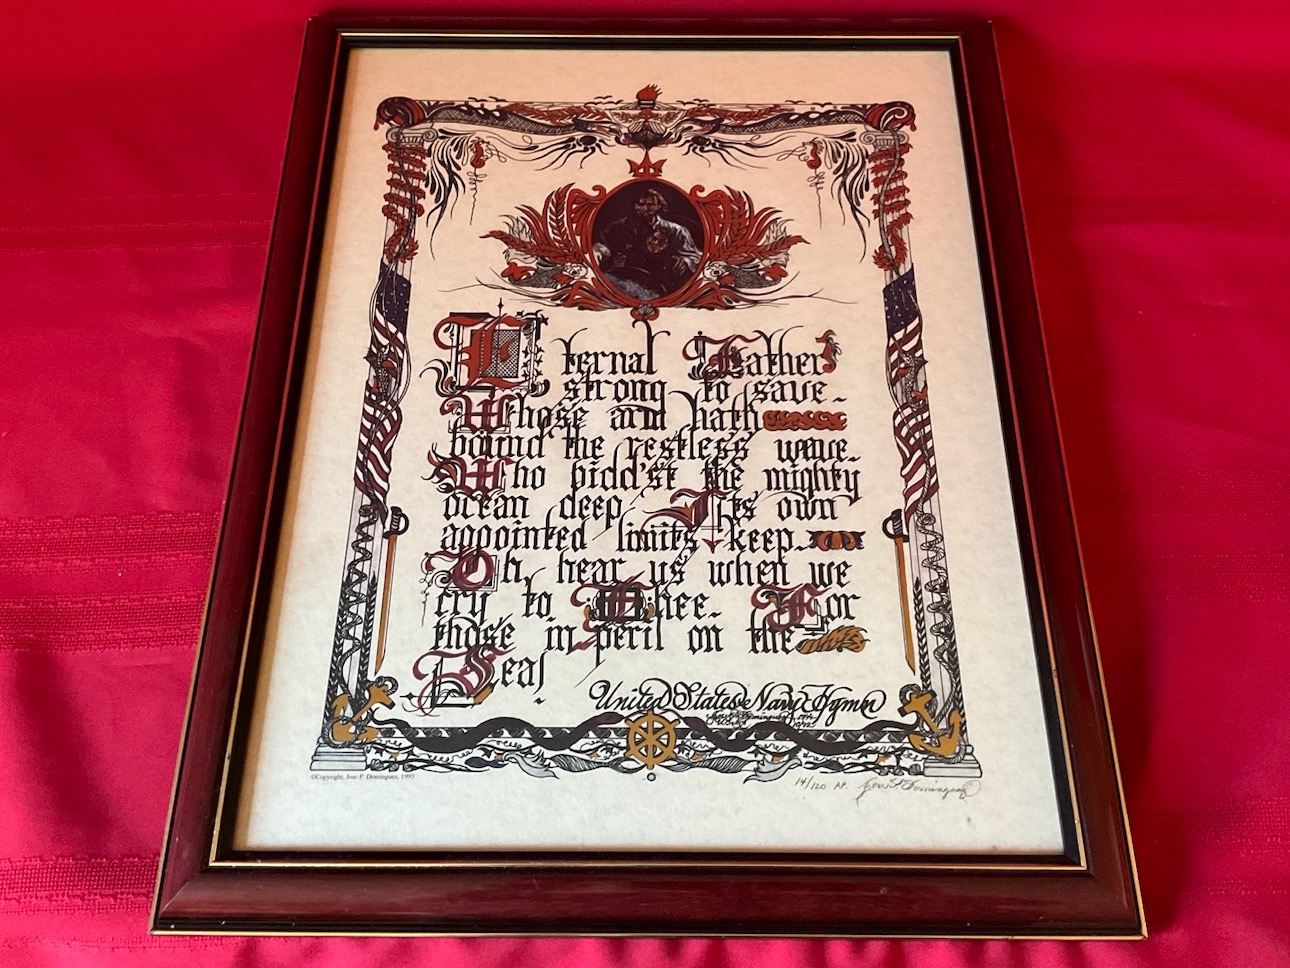 Eternal Father
strong to save
Whose arm hath
bound the restless wave
Who bidd'st the mighty
ocean deep Its own
appointed limits keep
Oh, hear us when we
cry, to Thee. For
those in peril on the
Sea!
United States Navy Hymn
©Copyright, Jose P. Dominguez, 1993
14/120 AP. Jose P. Dominguez